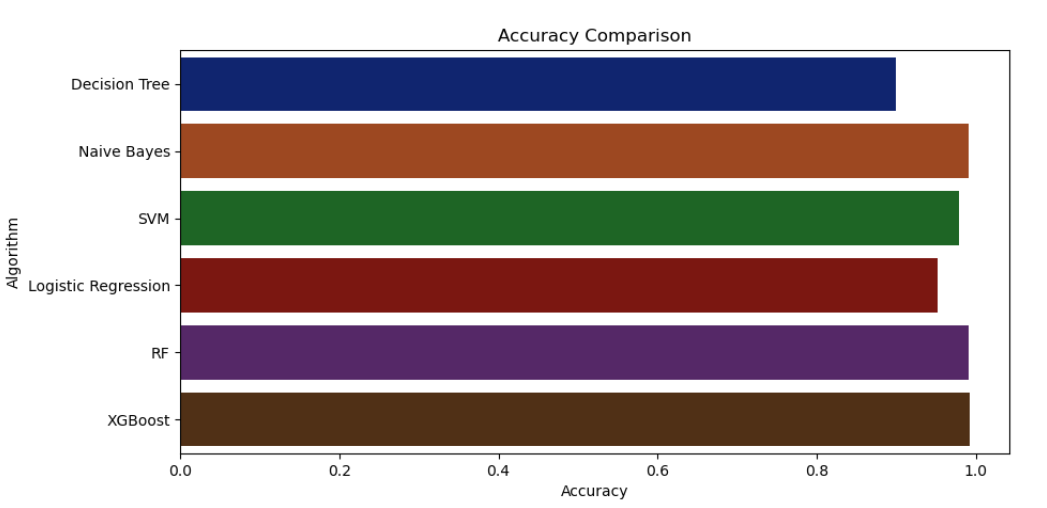 Accuracy Comparison
Decision Tree
Naive Bayes
SVM
Logistic Regression
RF
XGBoost
Algorithm
0.0 0.2 0.4 0.6 0.8 1.0
Accuracy